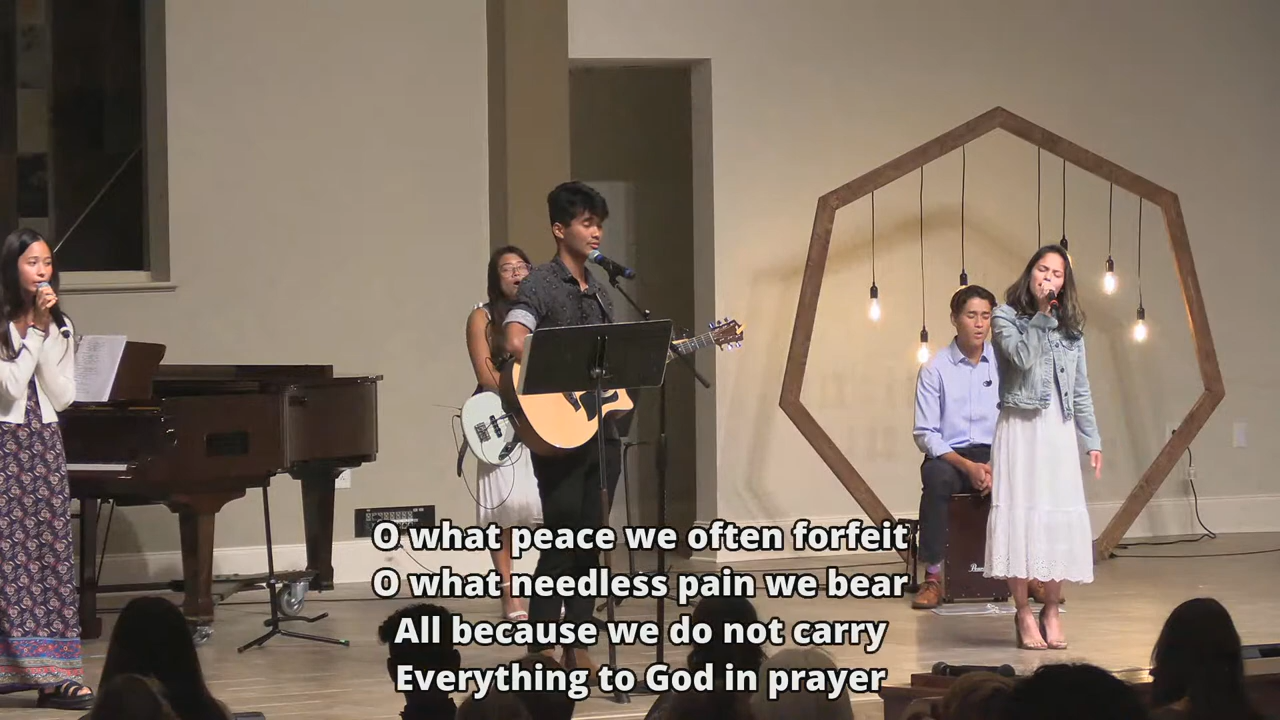 O what peace we often forfeit
O what needless pain we bear
All because we do not carry
Everything to God in prayer